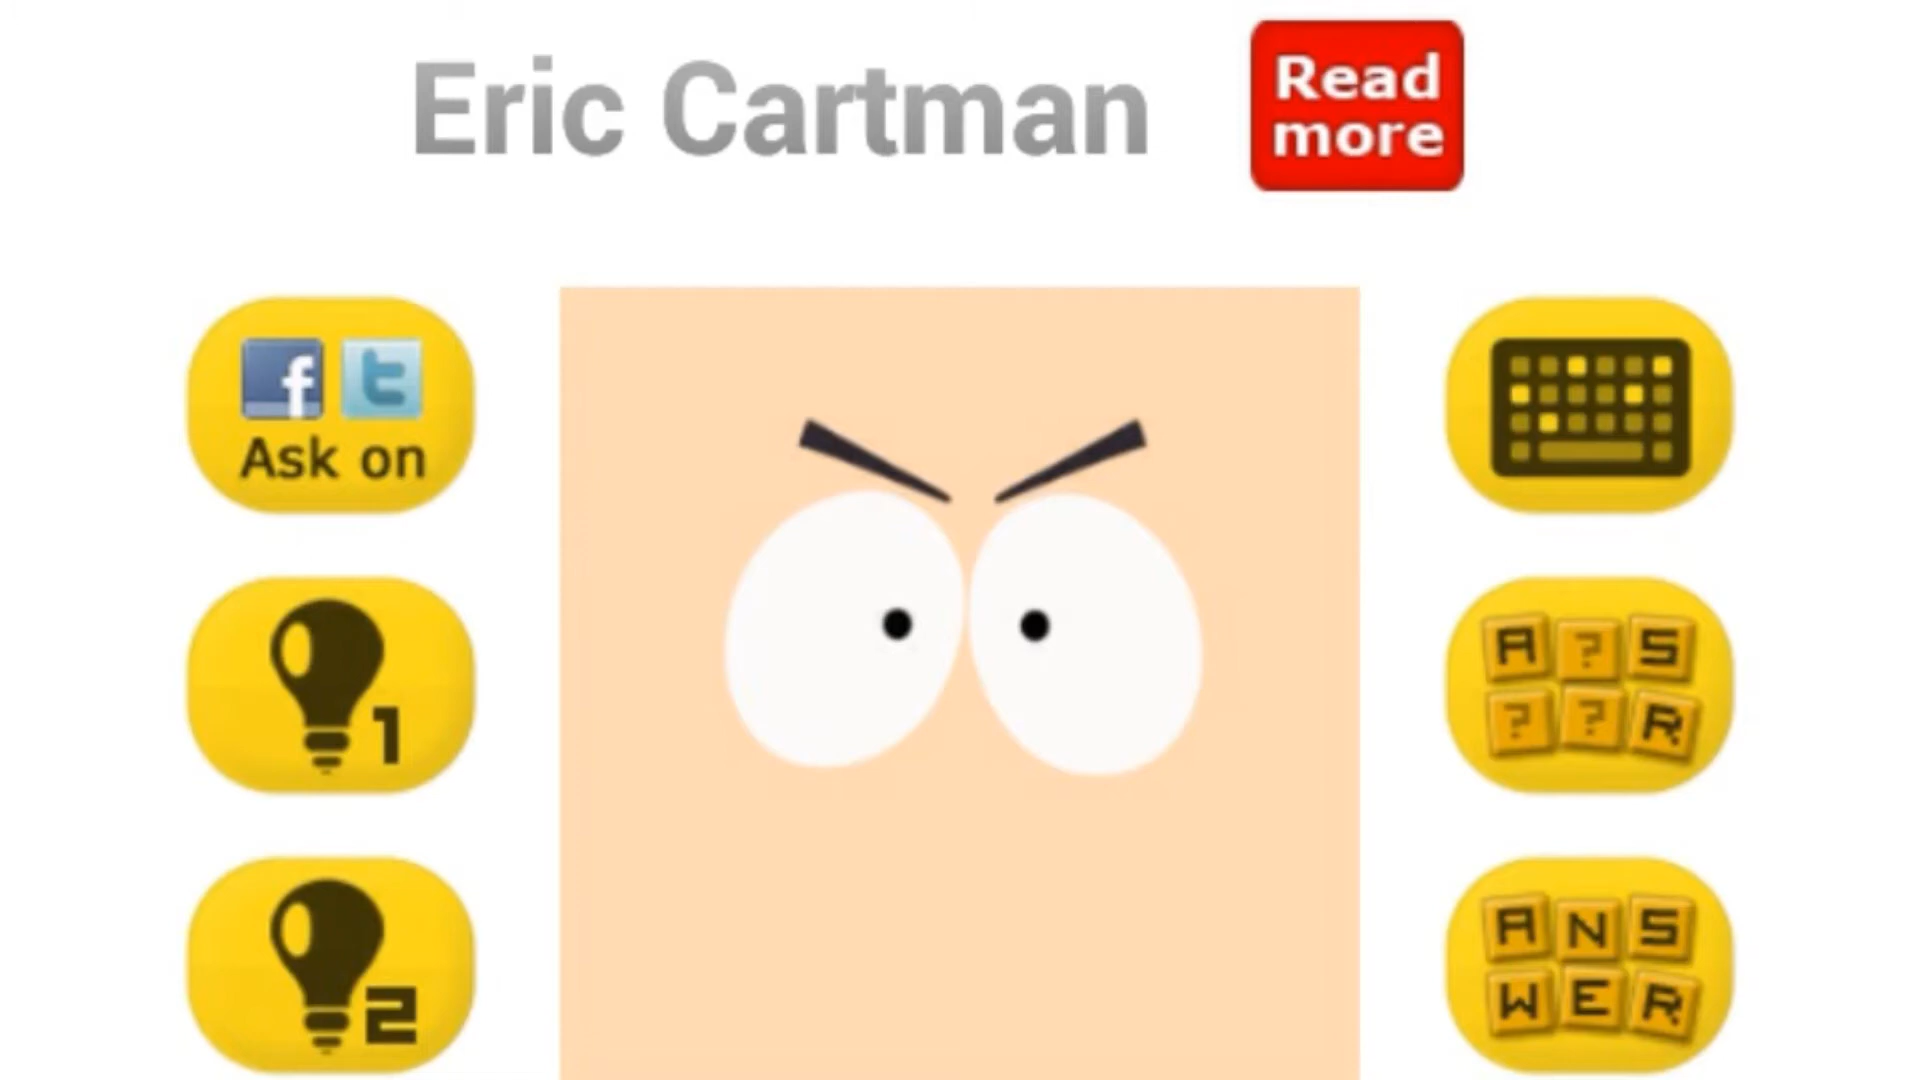 Eric Cartman
Read
more
f t
Ask on
1
A ? S
? ? R
2
A N S
W E R